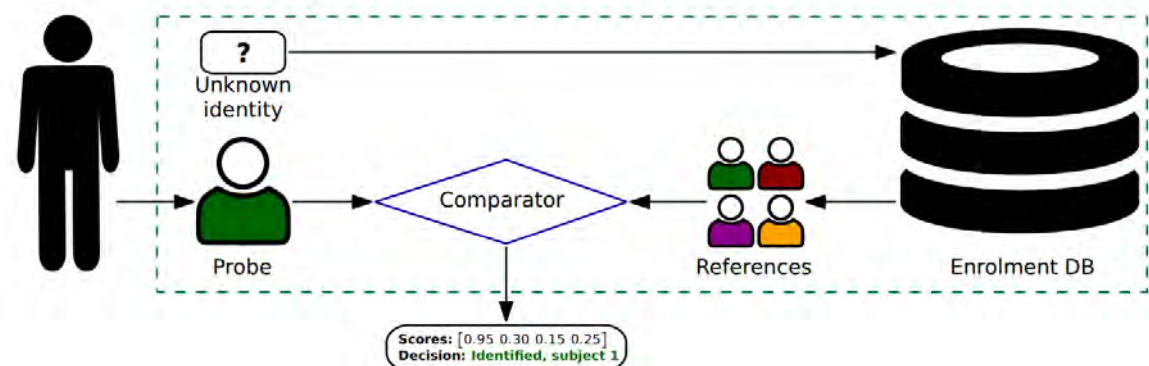 ?
Unknown
identity
Comparator
Probe
References
Enrolment DB
Scores: [0.95 0.30 0.15 0.25]
Decision: Identified, subject 1